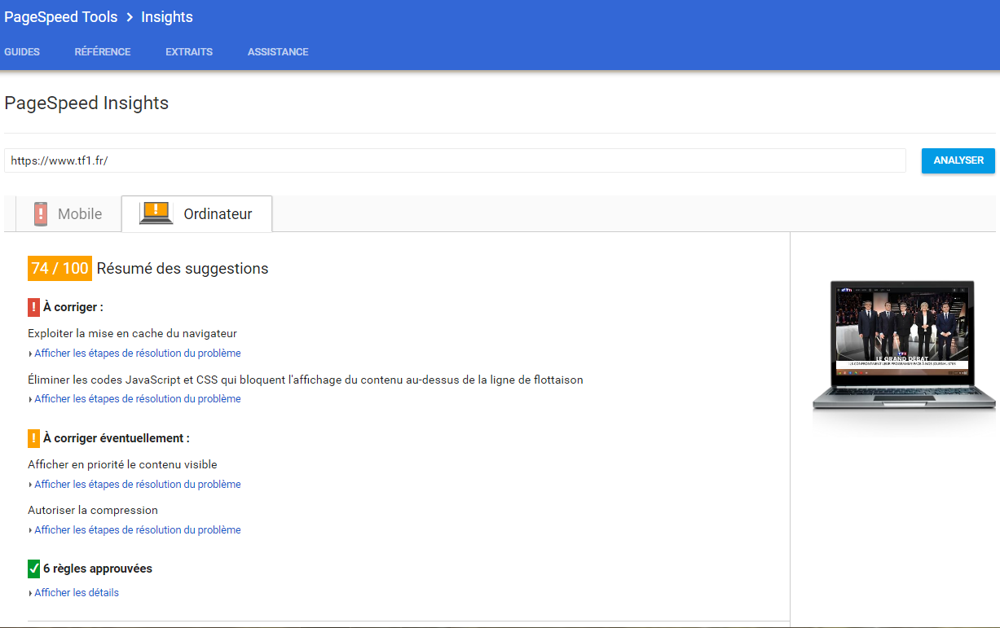 PageSpeed Tools > Insights
GUIDES RÉFÉRENCE EXTRAITS ASSISTANCE
PageSpeed Insights
https://www.tf1.fr/
ANALYSER
Mobile
Ordinateur
74 / 100 Résumé des suggestions
! À corriger :
Exploiter la mise en cache du navigateur
Afficher les étapes de résolution du problème
Éliminer les codes JavaScript et CSS qui bloquent l'affichage du contenu au-dessus de la ligne de flottaison
Afficher les étapes de résolution du problème
! À corriger éventuellement :
Afficher en priorité le contenu visible
Afficher les étapes de résolution du problème
Autoriser la compression
Afficher les étapes de résolution du problème
6 règles approuvées
Afficher les détails
TF1
LE GRAND DÉBAT